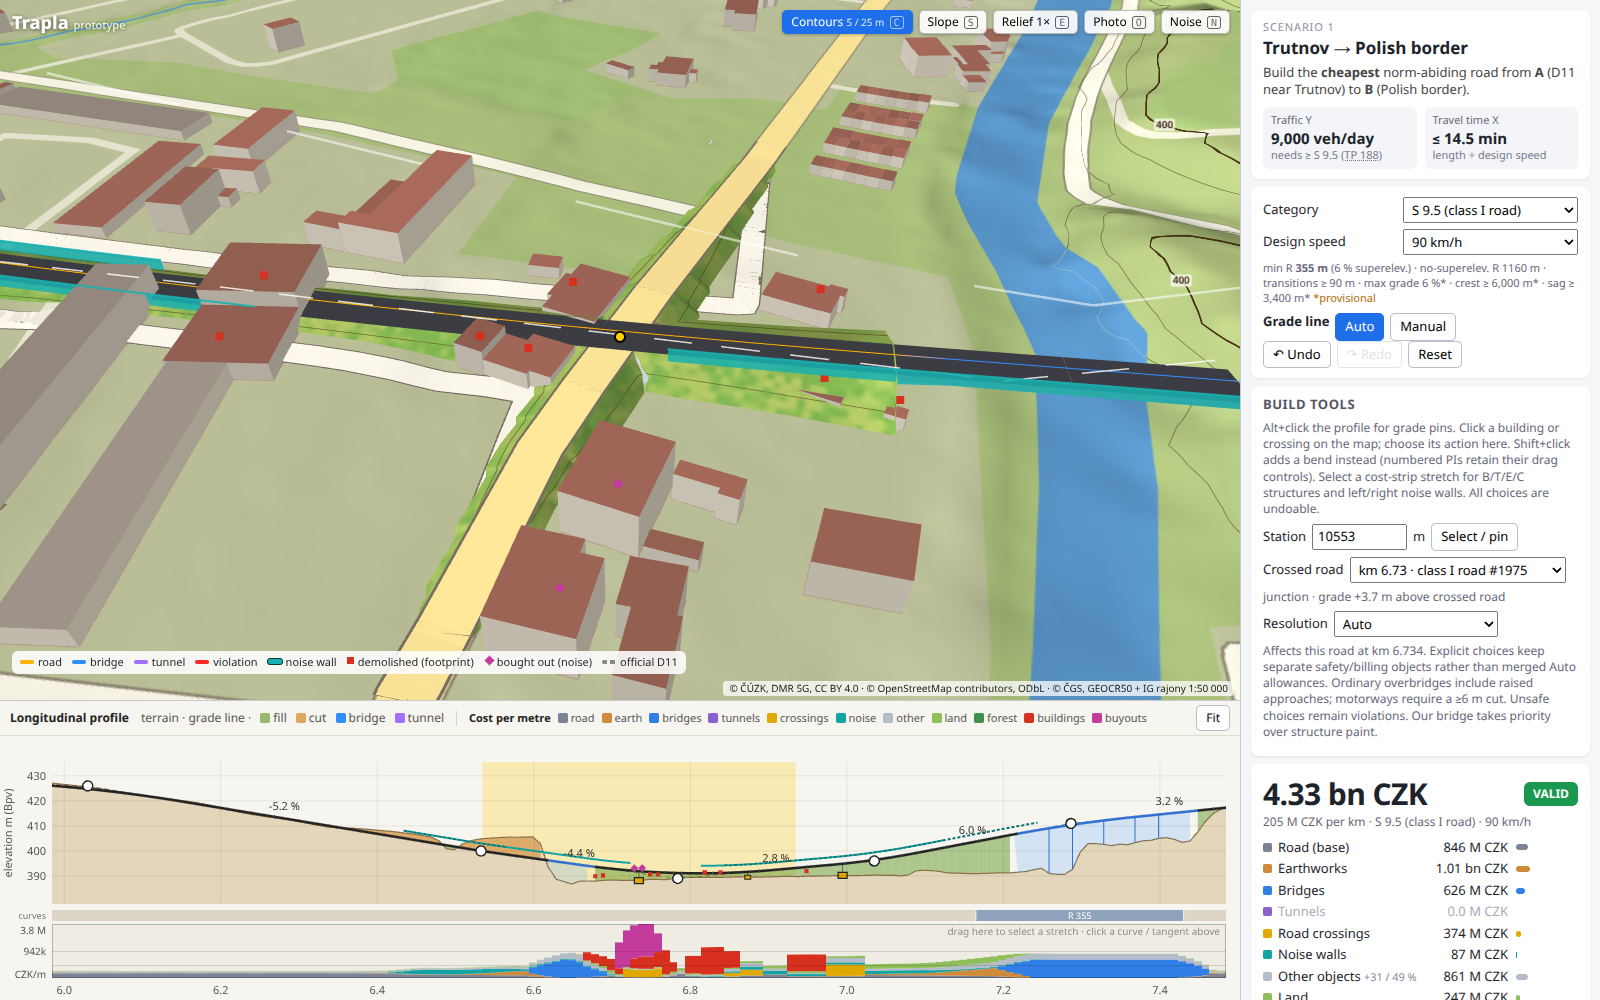 Trapla prototype
Contours 5 / 25 m C
Slope S
Relief 1× E
Photo O
Noise N
400
400
road
bridge
tunnel
violation
noise wall
demolished (footprint)
bought out (noise)
official D11
© ČÚZK, DMR 5G, CC BY 4.0 · © OpenStreetMap contributors, ODbL · © ČGS, GEOCR50 + IG rajony 1:50 000
Longitudinal profile terrain · grade line · fill cut bridge tunnel
Cost per metre road earth bridges tunnels crossings noise other land forest buildings buyouts
Fit
elevation m (Bpv)
430
420
410
400
390
-5.2 %
-4.4 %
2.8 %
6.0 %
3.2 %
curves
R 355
3.8 M
942k
CZK/m
drag here to select a stretch · click a curve / tangent above
6.0 6.2 6.4 6.6 6.8 7.0 7.2 7.4
SCENARIO 1
Trutnov → Polish border
Build the cheapest norm-abiding road from A (D11
near Trutnov) to B (Polish border).
Traffic Y
9,000 veh/day
needs ≥ S 9.5 (TP 188)
Travel time X
≤ 14.5 min
length ÷ design speed
Category S 9.5 (class I road)
Design speed 90 km/h
min R 355 m (6 % superelev.) · no-superelev. R 1160 m ·
transitions ≥ 90 m · max grade 6 %* · crest ≥ 6,000 m* · sag ≥
3,400 m* *provisional
Grade line Auto Manual
↶ Undo ↷ Redo Reset
BUILD TOOLS
Alt+click the profile for grade pins. Click a building or
crossing on the map; choose its action here. Shift+click
adds a bend instead (numbered PIs retain their drag
controls). Select a cost-strip stretch for B/T/E/C
structures and left/right noise walls. All choices are
undoable.
Station 10553 m Select / pin
Crossed road km 6.73 · class I road #1975
junction · grade +3.7 m above crossed road
Resolution Auto
Affects this road at km 6.734. Explicit choices keep
separate safety/billing objects rather than merged Auto
allowances. Ordinary overbridges include raised
approaches; motorways require a ≥6 m cut. Unsafe
choices remain violations. Our bridge takes priority
over structure paint.
4.33 bn CZK VALID
205 M CZK per km · S 9.5 (class I road) · 90 km/h
Road (base) 846 M CZK
Earthworks 1.01 bn CZK
Bridges 626 M CZK
Tunnels 0.0 M CZK
Road crossings 374 M CZK
Noise walls 87 M CZK
Other objects +31 / 49 % 861 M CZK
Land 247 M CZK